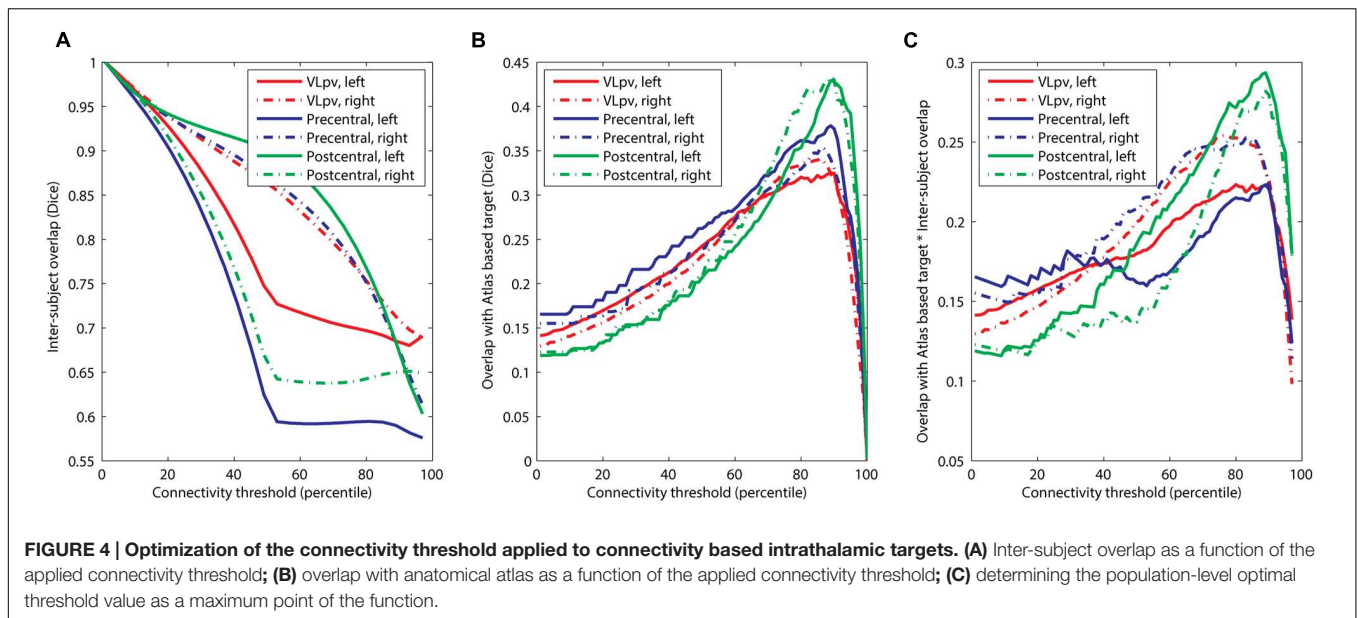 A
B
C
1
0.95
0.9
0.85
0.8
0.75
0.7
0.65
0.6
0.55
Inter-subject overlap (Dice)
VLpv, left
VLpv, right
Precentral, left
Precentral, right
Postcentral, left
Postcentral, right
0 20 40 60 80 100
Connectivity threshold (percentile)
0.45
0.4
0.35
0.3
0.25
0.2
0.15
0.1
0.05
0
Overlap with Atlas based target (Dice)
VLpv, left
VLpv, right
Precentral, left
Precentral, right
Postcentral, left
Postcentral, right
0 20 40 60 80 100
Connectivity threshold (percentile)
0.3
0.25
0.2
0.15
0.1
0.05
Overlap with Atlas based target * Inter-subject overlap
VLpv, left
VLpv, right
Precentral, left
Precentral, right
Postcentral, left
Postcentral, right
0 20 40 60 80 100
Connectivity threshold (percentile)
FIGURE 4 | Optimization of the connectivity threshold applied to connectivity based intrathalamic targets. (A) Inter-subject overlap as a function of the
applied connectivity threshold; (B) overlap with anatomical atlas as a function of the applied connectivity threshold; (C) determining the population-level optimal
threshold value as a maximum point of the function.